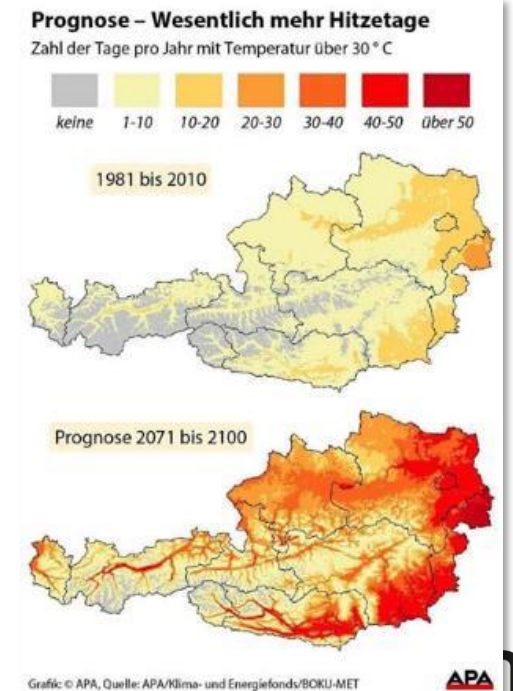 Prognose – Wesentlich mehr Hitzetage
Zahl der Tage pro Jahr mit Temperatur über 30 ° C
keine 1-10 10-20 20-30 30-40 40-50 über 50
1981 bis 2010
Prognose 2071 bis 2100
Grafik: © APA, Quelle: APA/Klima- und Energiefonds/BOKU-MET
APA